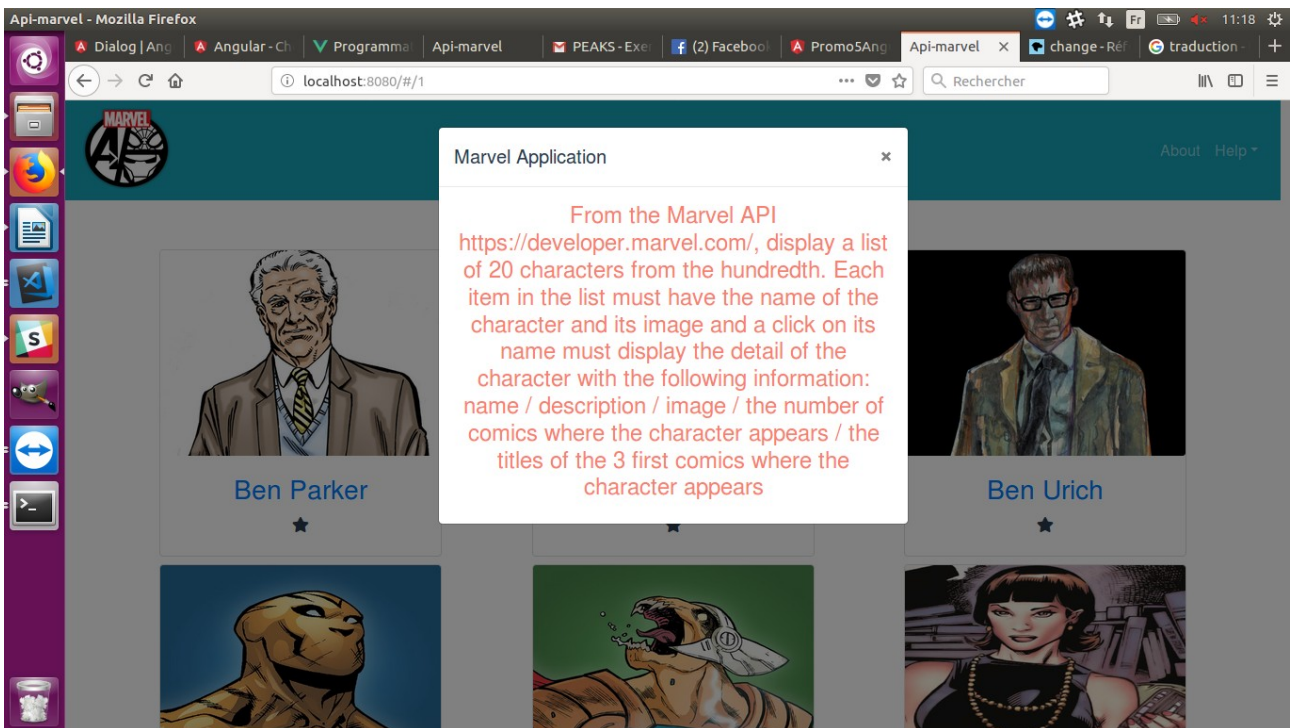 Api-marvel - Mozilla Firefox
Fr
11:18
Dialog | Ang
Angular - Ch
Programma
Api-marvel
PEAKS - Exer
(2) Facebook
Promo5Ang
Api-marvel
change - Réf
traduction -
localhost:8080/#/1
Rechercher
MARVEL
About Help
Marvel Application
From the Marvel API
https://developer.marvel.com/, display a list
of 20 characters from the hundredth. Each
item in the list must have the name of the
character and its image and a click on its
name must display the detail of the
character with the following information:
name / description / image / the number of
comics where the character appears / the
titles of the 3 first comics where the
character appears
Ben Parker
Ben Urich